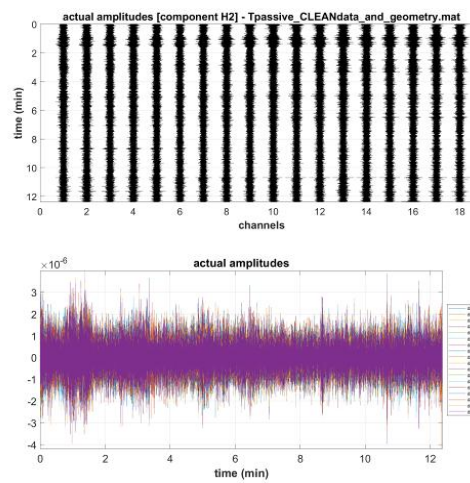 actual amplitudes [component H2] - Tpassive_CLEANdata_and_geometry.mat
0
2
4
6
8
10
12
time (min)
0 2 4 6 8 10 12 14 16 18
channels
actual amplitudes
×10⁻⁶
3
2
1
0
-1
-2
-3
-4
0 2 4 6 8 10 12
time (min)